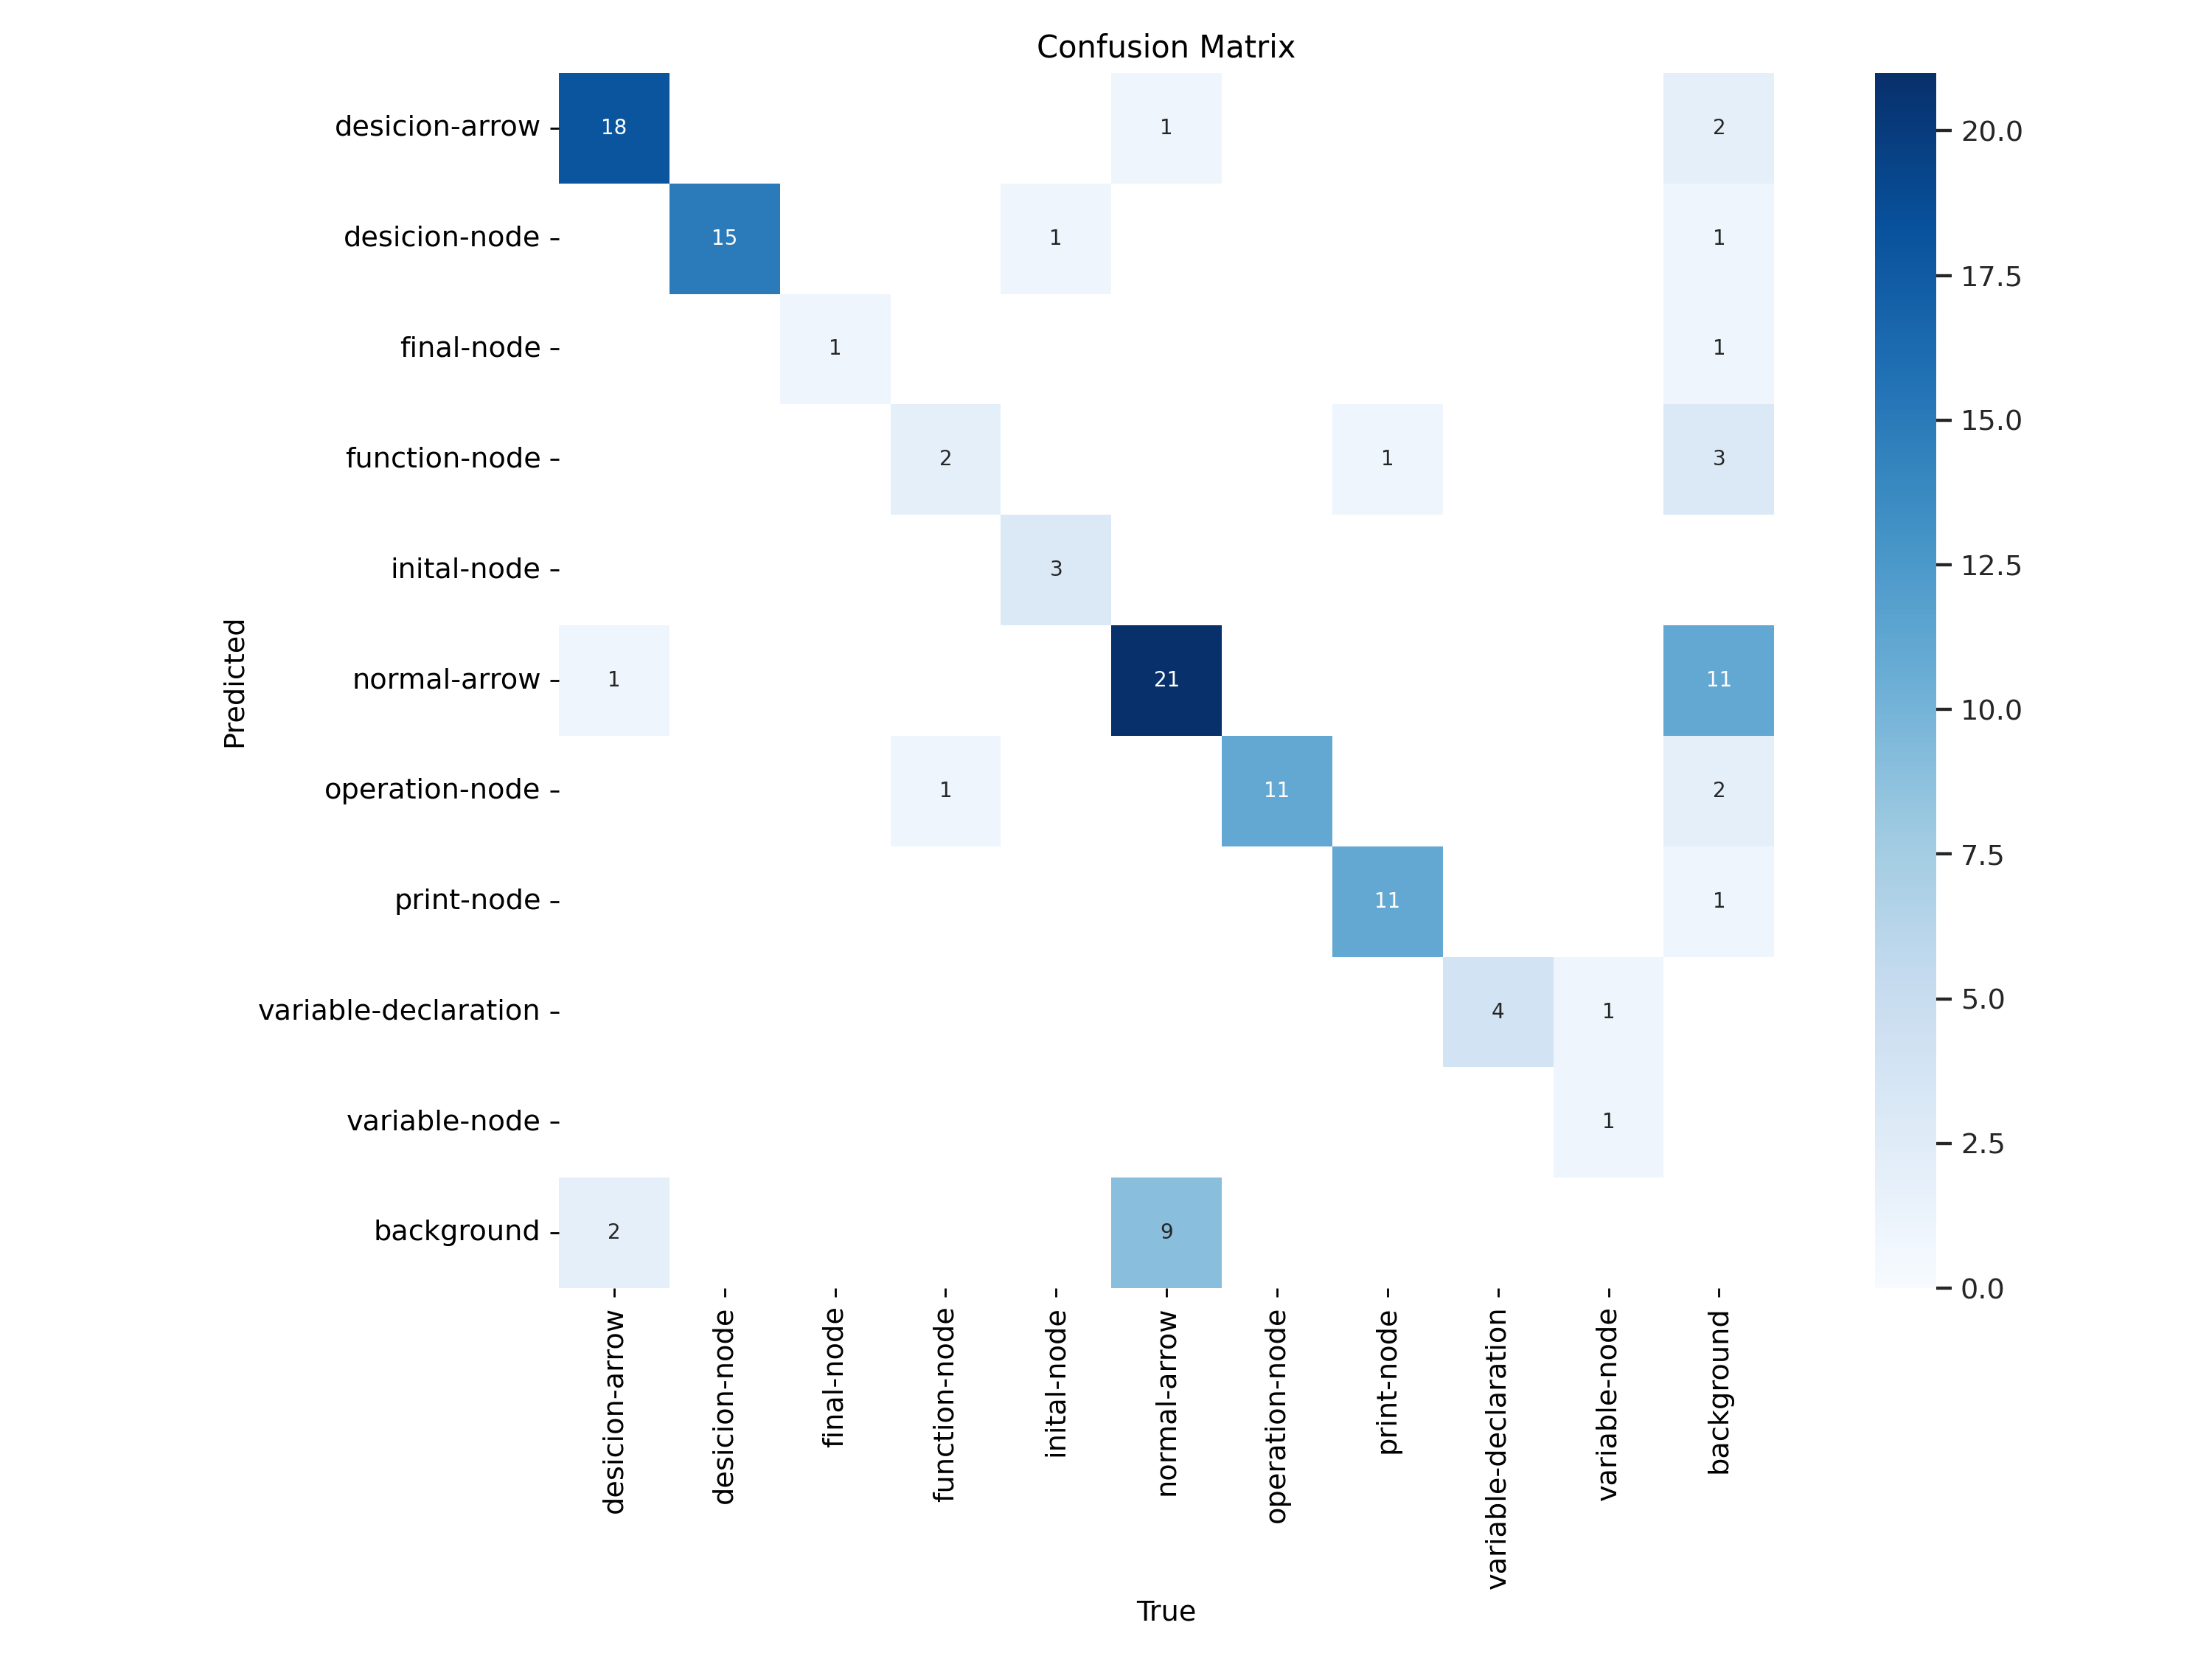 Confusion Matrix
desicion-arrow 18 1 2 20.0
desicion-node 15 1 1 17.5
final-node 1 1
function-node 2 1 3 15.0
inital-node 3 12.5
Predicted
normal-arrow 1 21 11 10.0
operation-node 1 11 2 7.5
print-node 11 1
variable-declaration 4 1 5.0
variable-node 1 2.5
background 2 9 0.0
desicion-arrow desicion-node final-node function-node inital-node normal-arrow operation-node print-node variable-declaration variable-node background
True